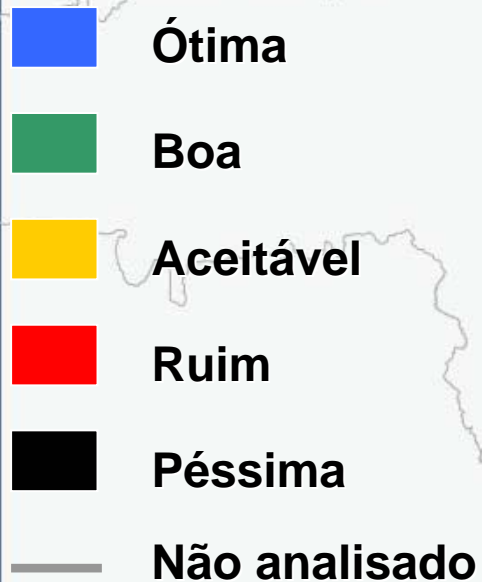 Ótima
Boa
Aceitável
Ruim
Péssima
Não analisado